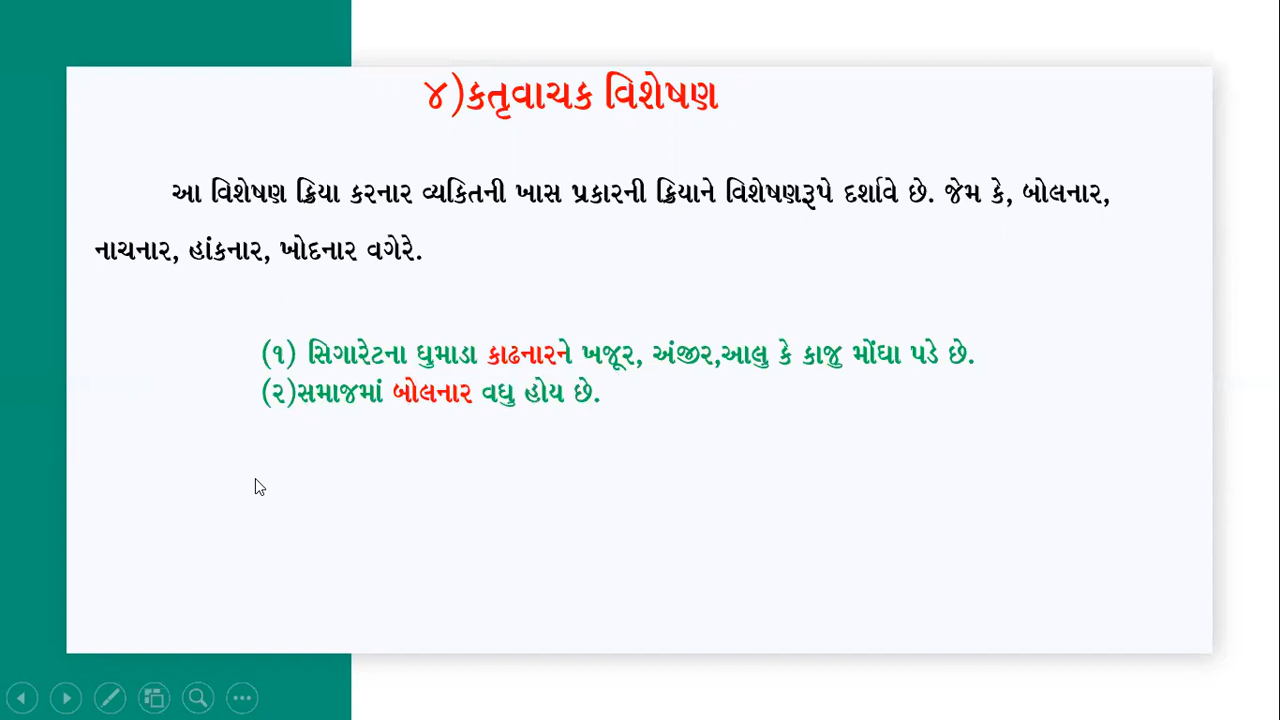 ૪)કતૃવાચક વિશેષણ
આ વિશેષણ ક્રિયા કરનાર વ્યકિતની ખાસ પ્રકારની ક્રિયાને વિશેષણરૂપે દર્શાવે છે. જેમ કે, બોલનાર,
નાચનાર, હાંકનાર, ખોદનાર વગેરે.
(૧) સિગારેટના ધુમાડા કાઢનારને ખજૂર, અંજીર,આલુ કે કાજુ મોંઘા પડે છે.
(૨)સમાજમાં બોલનાર વધુ હોય છે.